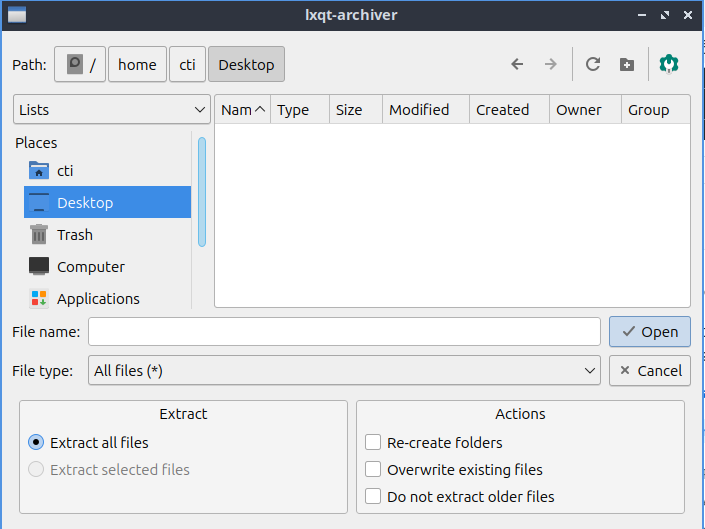 lxqt-archiver
Path: / home cti Desktop
Lists
Nam Type Size Modified Created Owner Group
Places
cti
Desktop
Trash
Computer
Applications
File name: Open
File type: All files (*) Cancel
Extract
Extract all files
Extract selected files
Actions
Re-create folders
Overwrite existing files
Do not extract older files